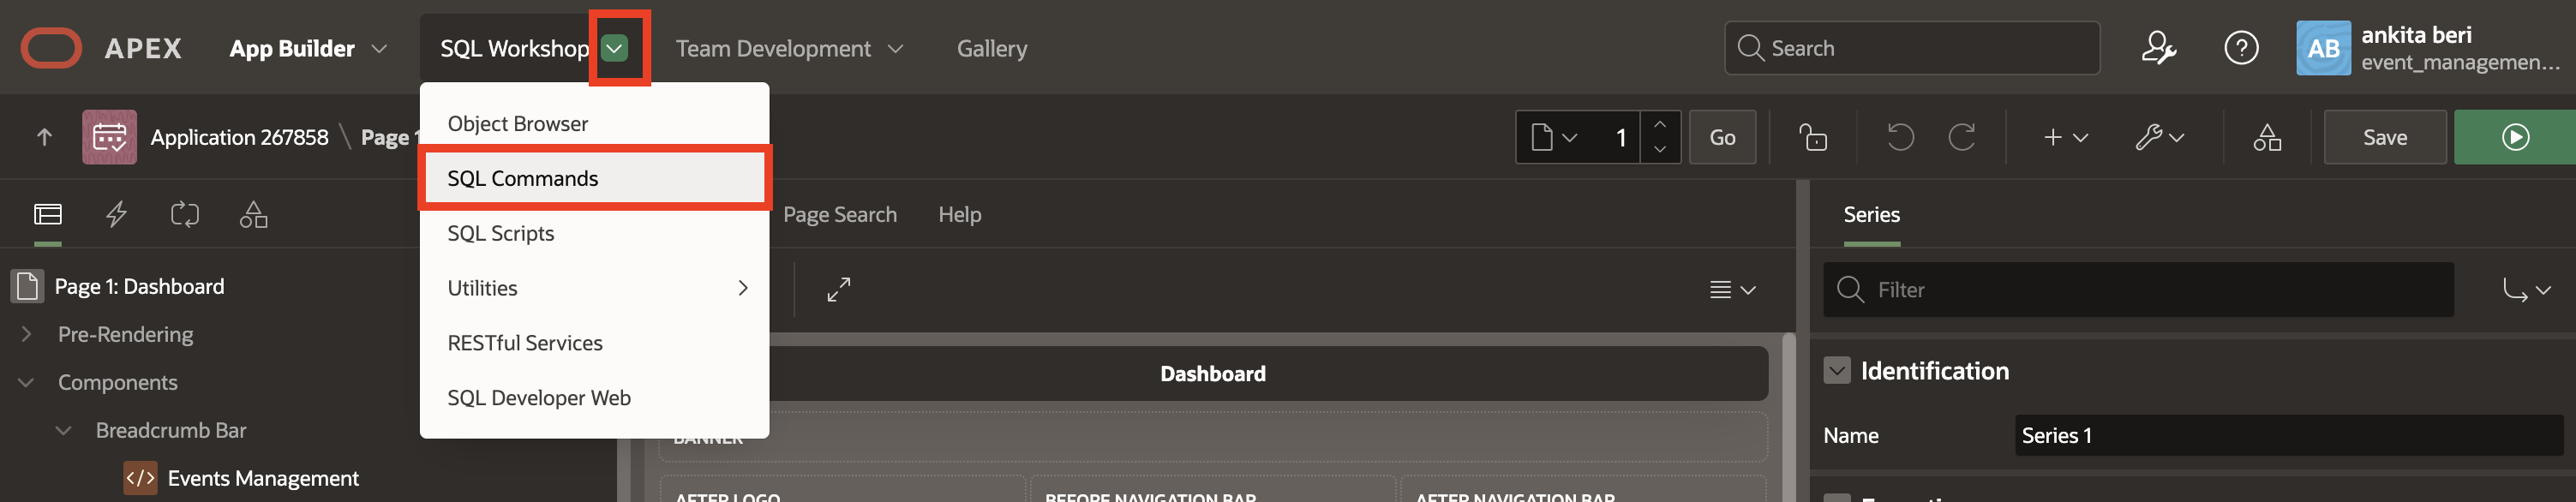 APEX App Builder SQL Workshop Team Development Gallery Search ? AB ankita beri
event_managemen...
Application 267858 \ Page 1 Go + Save
Object Browser
SQL Commands
SQL Scripts
Utilities
RESTful Services
SQL Developer Web
Page Search Help
Series
Page 1: Dashboard
Pre-Rendering
Components
Breadcrumb Bar
</> Events Management
Filter
Dashboard
BANNER
AFTER LOGO BEFORE NAVIGATION BAR AFTER NAVIGATION BAR
Identification
Name Series 1